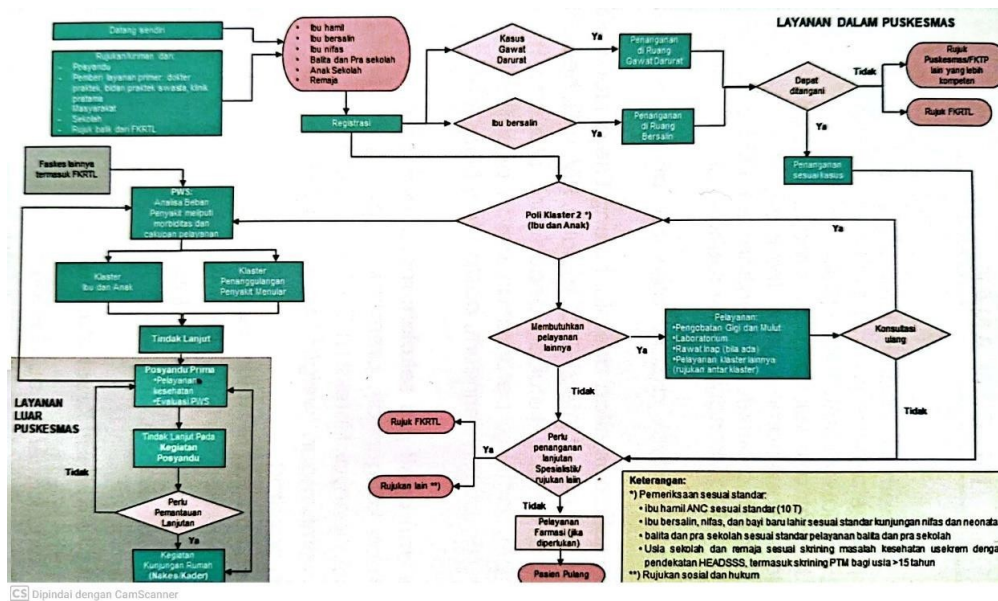 LAYANAN DALAM PUSKESMAS
Datang sendiri
Rujukan/kiriman dari:
- Posyandu
- Pemberi layanan primer: dokter
praktek, bidan praktek swasta, klinik
pratama
- Masyarakat
- Sekolah
- Rujuk balik dari FKRTL
• Ibu hamil
• Ibu bersalin
• Ibu nifas
• Balita dan Pra sekolah
• Anak Sekolah
• Remaja
Registrasi
Kasus
Gawat
Darurat
Ya
Penanganan
di Ruang
Gawat Darurat
Ibu bersalin
Ya
Penanganan
di Ruang
Bersalin
Dapat
ditangani
Tidak
Rujuk
Puskesmas/FKTP
lain yang lebih
kompeten
Rujuk FKRTL
Ya
Penanganan
sesuai kasus
Faskes lainnya
termasuk FKRTL
PWS:
Analisa Beban
Penyakit meliputi
morbiditas dan
cakupan pelayanan
Poli Klaster 2 *)
(Ibu dan Anak)
Ya
Klaster
Ibu dan Anak
Klaster
Penanggulangan
Penyakit Menular
Tindak Lanjut
Membutuhkan
pelayanan
lainnya
Ya
Pelayanan:
•Pengobatan Gigi dan Mulut
•Laboratorium
•Rawat Inap (bila ada)
•Pelayanan klaster lainnya
(rujukan antar klaster)
Konsultasi
ulang
Tidak
Tidak
LAYANAN
LUAR
PUSKESMAS
Posyandu Prima
•Pelayanan
kesehatan
•Evaluasi PWS
Tindak Lanjut Pada
Kegiatan
Posyandu
Tidak
Perlu
Pemantauan
Lanjutan
Ya
Kegiatan
Kunjungan Rumah
(Nakes/Kader)
Rujuk FKRTL
Rujukan lain **)
Ya
Perlu
penanganan
lanjutan
Spesialistik/
rujukan lain
Tidak
Pelayanan
Farmasi (jika
diperlukan)
Pasien Pulang
Keterangan:
*) Pemeriksaan sesuai standar:
• ibu hamil ANC sesuai standar (10 T)
• Ibu bersalin, nifas, dan bayi baru lahir sesuai standar kunjungan nifas dan neonata
• balita dan pra sekolah sesuai standar pelayanan balita dan pra sekolah
• Usia sekolah dan remaja sesuai skrining masalah kesehatan usekrem denga
pendekatan HEADSSS, termasuk skrining PTM bagi usia >15 tahun
**) Rujukan sosial dan hukum
CS Dipindai dengan CamScanner